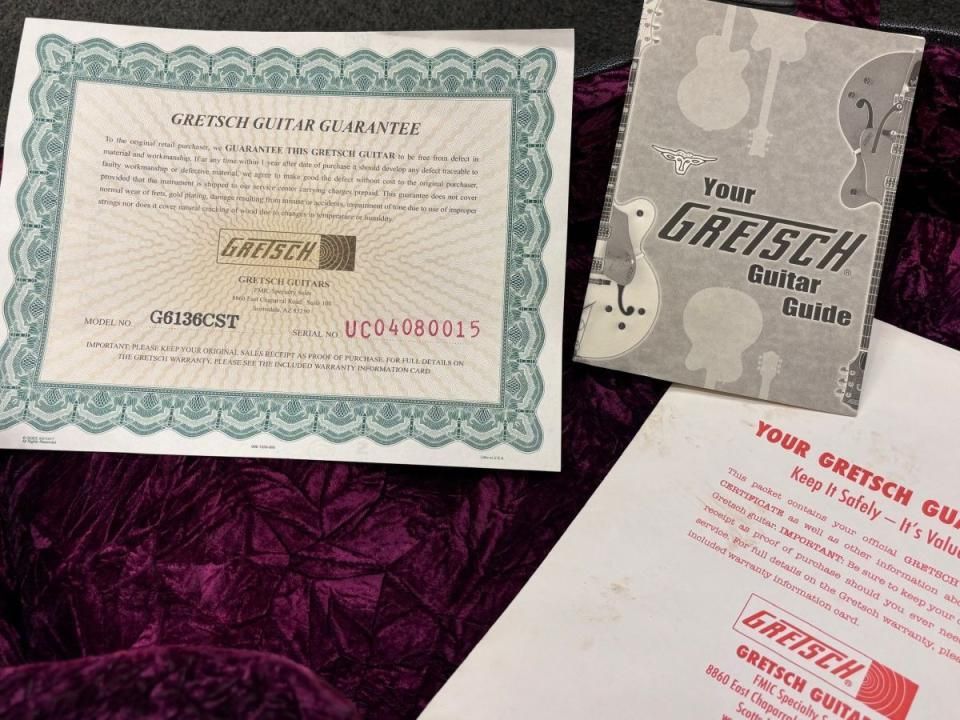 GRETSCH GUITAR GUARANTEE
To the original retail purchaser, we GUARANTEE THIS GRETSCH GUITAR to be free from defect in
material and workmanship. If at any time within 1 year after date of purchase it should develop any defect traceable to
faulty workmanship or defective material, we agree to make good the defect without cost to the original purchaser,
provided that the instrument is shipped to our service center carrying charges prepaid. This guarantee does not cover
normal wear of frets, gold plating, damage resulting from misuse or accidents, impairment of tone due to use of improper
strings nor does it cover natural cracking of wood due to changes in temperature or humidity.
GRETSCH
GRETSCH GUITARS
FMIC Specialty Sales
8860 East Chaparral Road, Suite 100
Scottsdale, AZ 85250
MODEL NO. G6136CST
SERIAL NO. UC04080015
IMPORTANT: PLEASE KEEP YOUR ORIGINAL SALES RECEIPT AS PROOF OF PURCHASE. FOR FULL DETAILS ON
THE GRETSCH WARRANTY, PLEASE SEE THE INCLUDED WARRANTY INFORMATION CARD.
All Rights Reserved
Your
GRETSCH®
Guitar
Guide
YOUR GRETSCH GU
Keep It Safely – It's Value
This packet contains your official GRETSCH
CERTIFICATE as well as other information abo
Gretsch guitar. IMPORTANT: Be sure to keep your o
receipt as proof of purchase should you ever nee
service. For full details on the Gretsch warranty, plea
included warranty information card.
GRETSCH
GRETSCH GUITA
FMIC Specialty S
8860 East Chaparral
Scotts